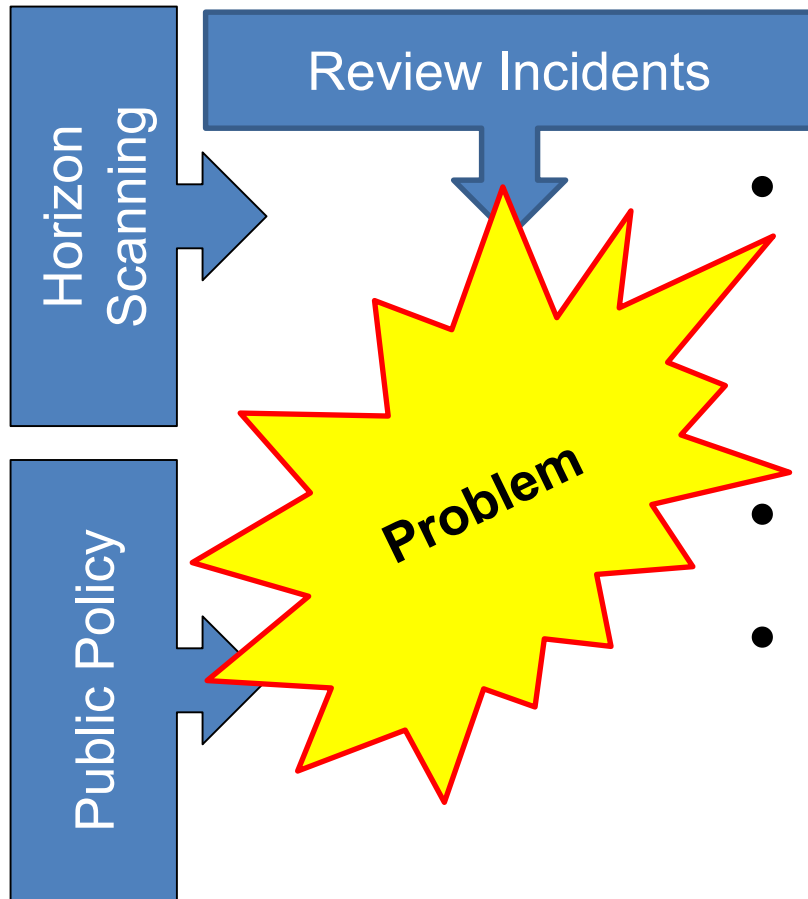 Review Incidents
Horizon
Scanning
Problem
Public Policy
•
•
•